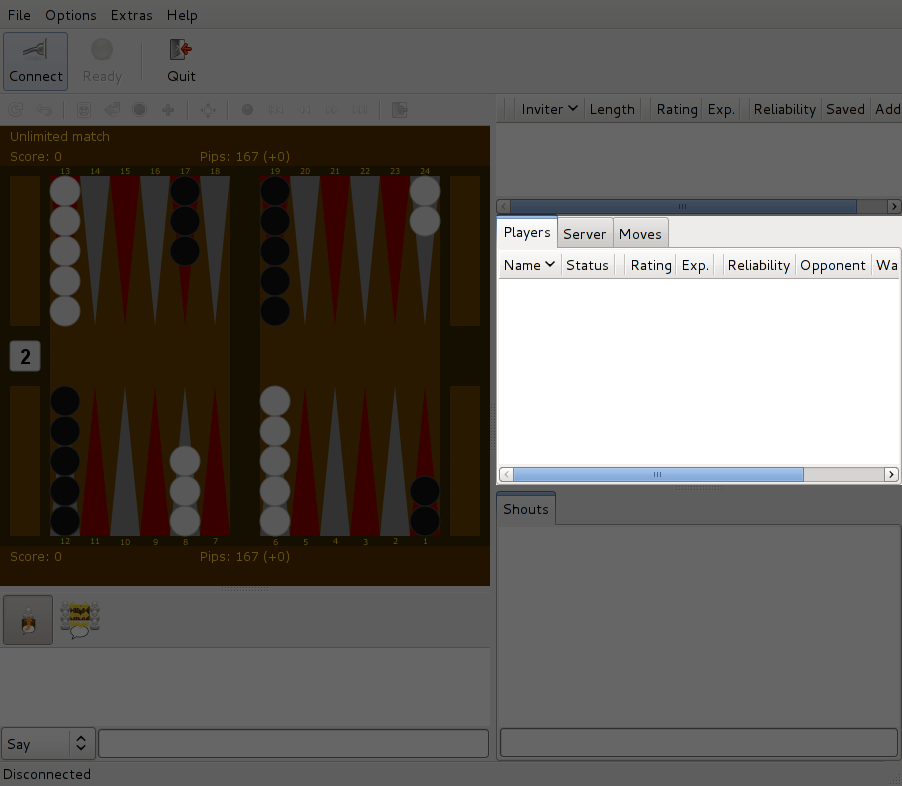 File Options Extras Help
Connect Ready Quit
Inviter Length Rating Exp. Reliability Saved Add
Unlimited match
Score: 0 Pips: 167 (+0)
13 14 15 16 17 18 19 20 21 22 23 24
Players Server Moves
Name Status Rating Exp. Reliability Opponent Wa
2
12 11 10 9 8 7 6 5 4 3 2 1
Score: 0 Pips: 167 (+0)
Shouts
Say
Disconnected